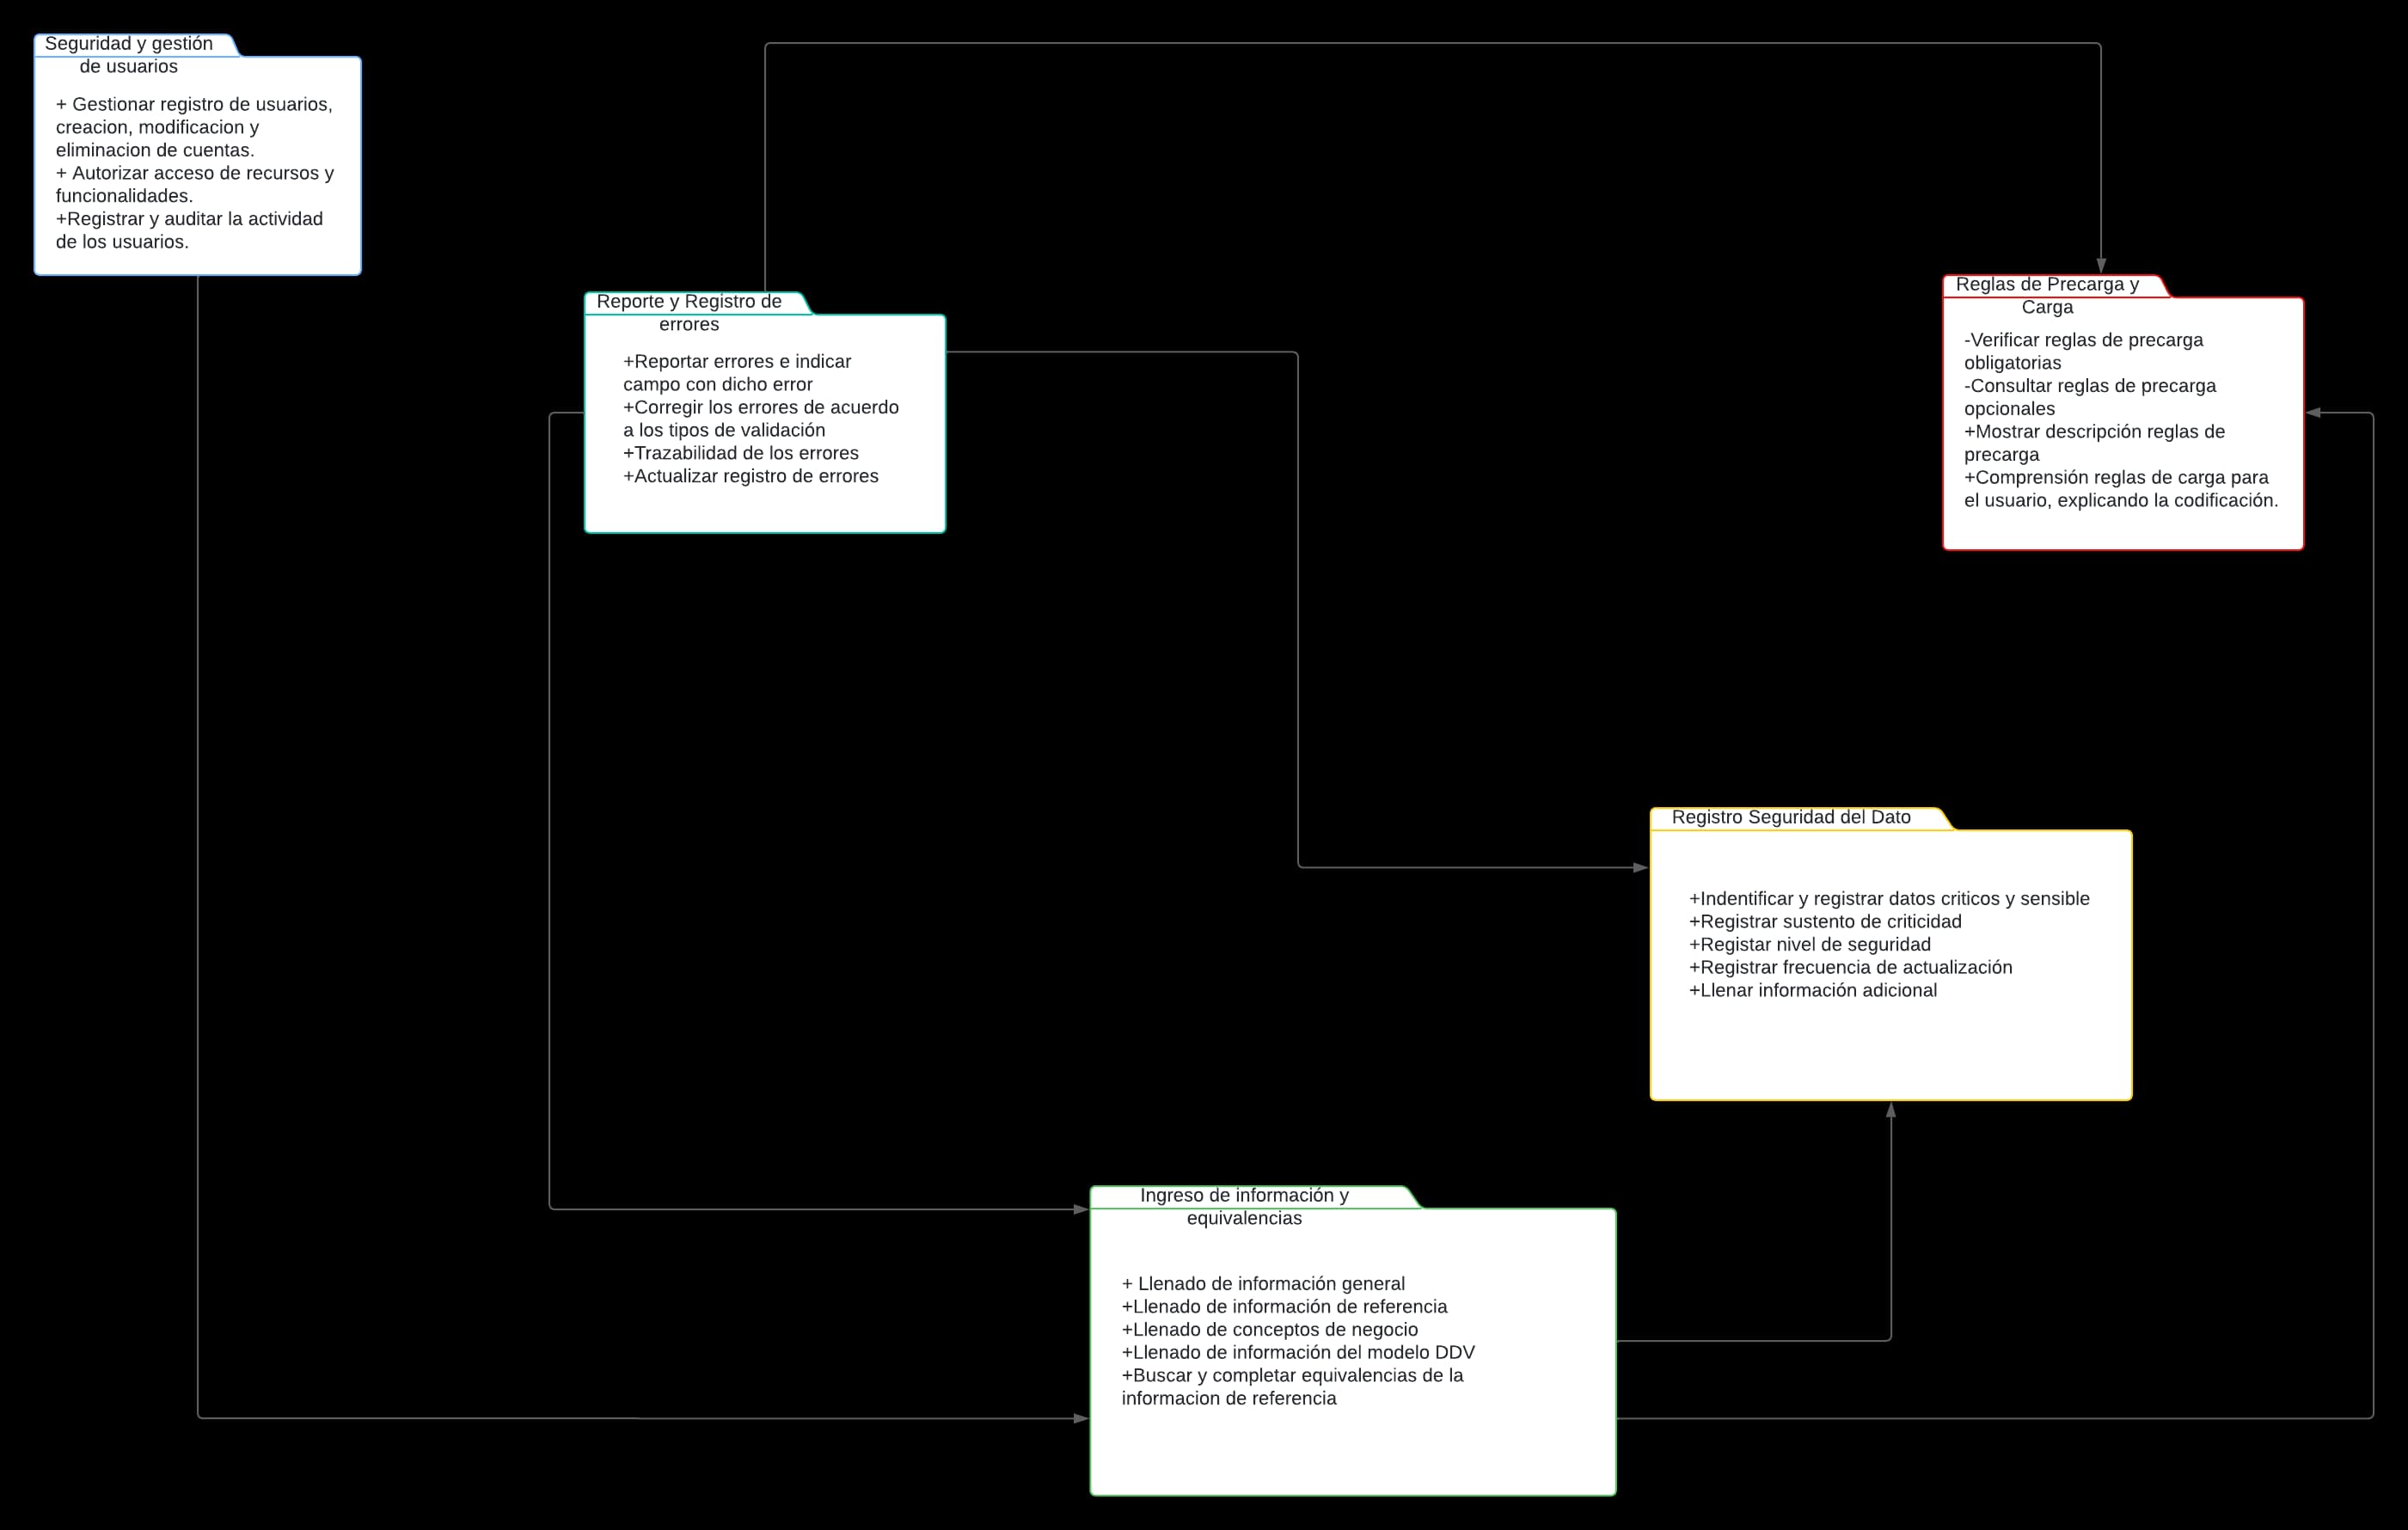 Seguridad y gestión
de usuarios
+ Gestionar registro de usuarios,
creacion, modificacion y
eliminacion de cuentas.
+ Autorizar acceso de recursos y
funcionalidades.
+Registrar y auditar la actividad
de los usuarios.
Reporte y Registro de
errores
+Reportar errores e indicar
campo con dicho error
+Corregir los errores de acuerdo
a los tipos de validación
+Trazabilidad de los errores
+Actualizar registro de errores
Reglas de Precarga y
Carga
-Verificar reglas de precarga
obligatorias
-Consultar reglas de precarga
opcionales
+Mostrar descripción reglas de
precarga
+Comprensión reglas de carga para
el usuario, explicando la codificación.
Registro Seguridad del Dato
+Indentificar y registrar datos criticos y sensible
+Registrar sustento de criticidad
+Registar nivel de seguridad
+Registrar frecuencia de actualización
+Llenar información adicional
Ingreso de información y
equivalencias
+ Llenado de información general
+Llenado de información de referencia
+Llenado de conceptos de negocio
+Llenado de información del modelo DDV
+Buscar y completar equivalencias de la
informacion de referencia